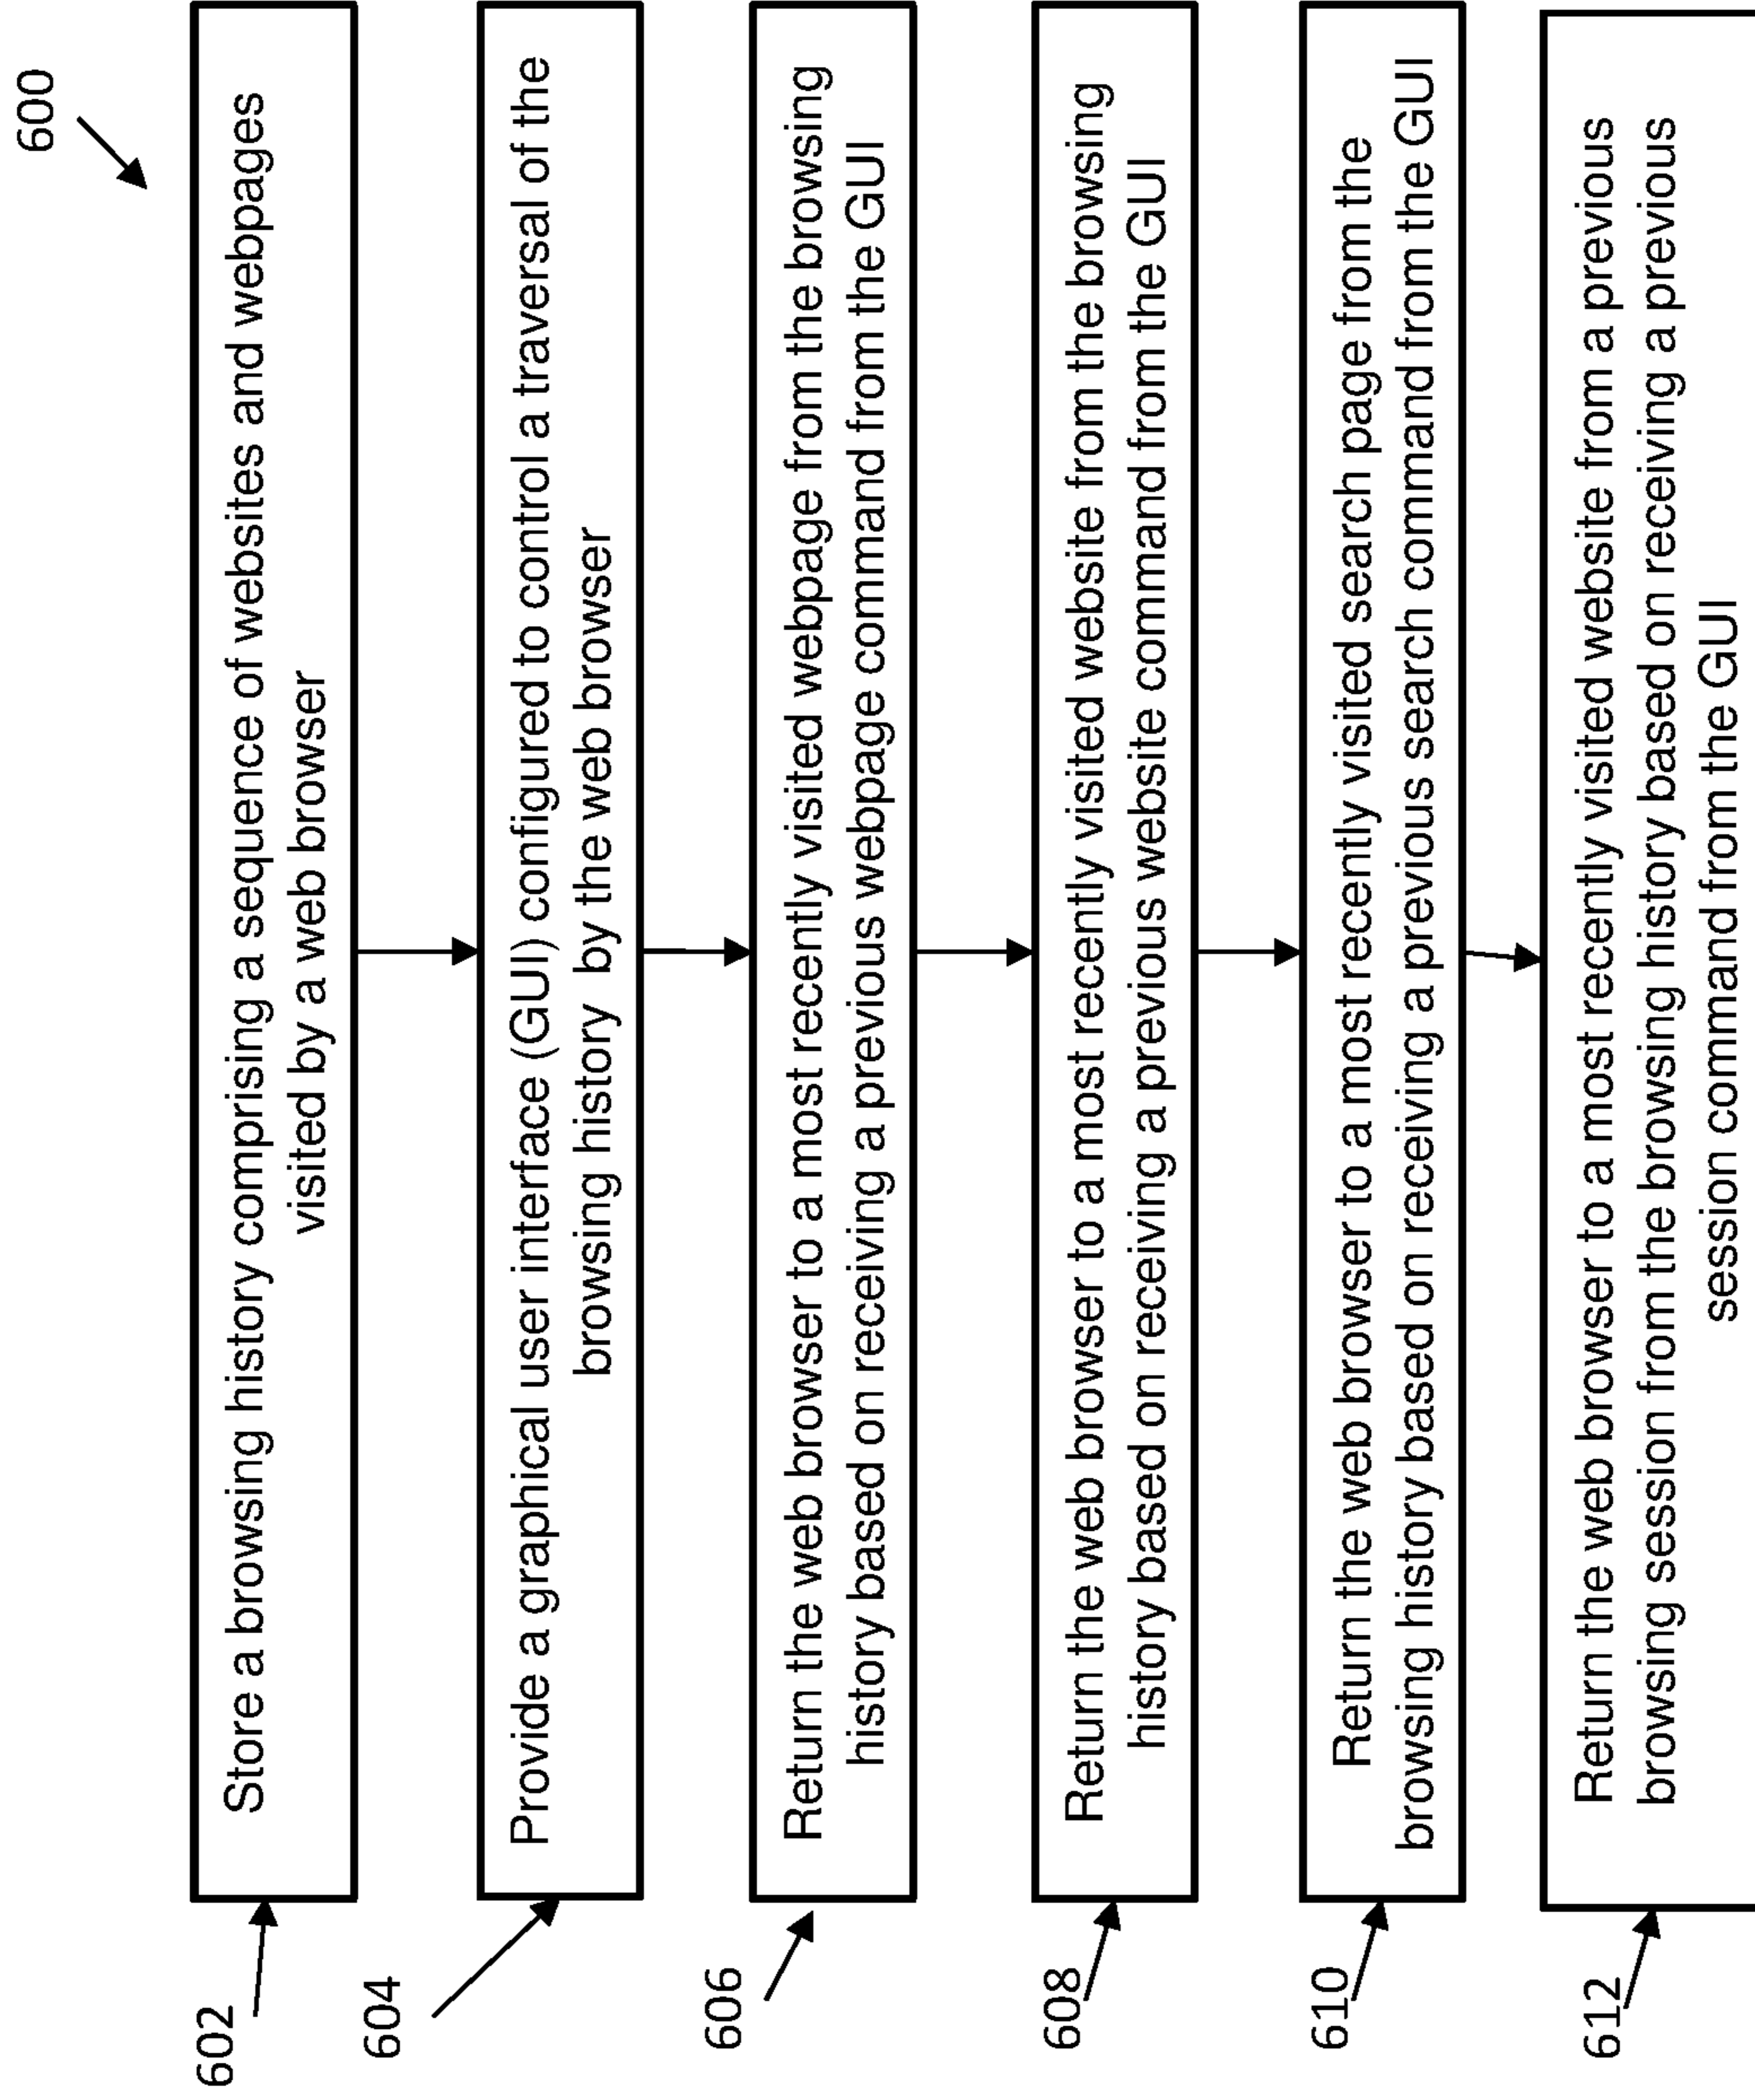 600
602
Store a browsing history comprising a sequence of websites and webpages
visited by a web browser
604
Provide a graphical user interface (GUI) configured to control a traversal of the
browsing history by the web browser
606
Return the web browser to a most recently visited webpage from the browsing
history based on receiving a previous webpage command from the GUI
608
Return the web browser to a most recently visited website from the browsing
history based on receiving a previous website command from the GUI
610
Return the web browser to a most recently visited search page from the
browsing history based on receiving a previous search command from the GUI
612
Return the web browser to a most recently visited website from a previous
browsing session from the browsing history based on receiving a previous
session command from the GUI